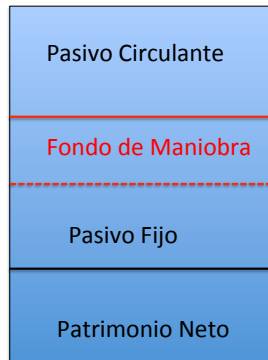 Pasivo Circulante
Fondo de Maniobra
Pasivo Fijo
Patrimonio Neto